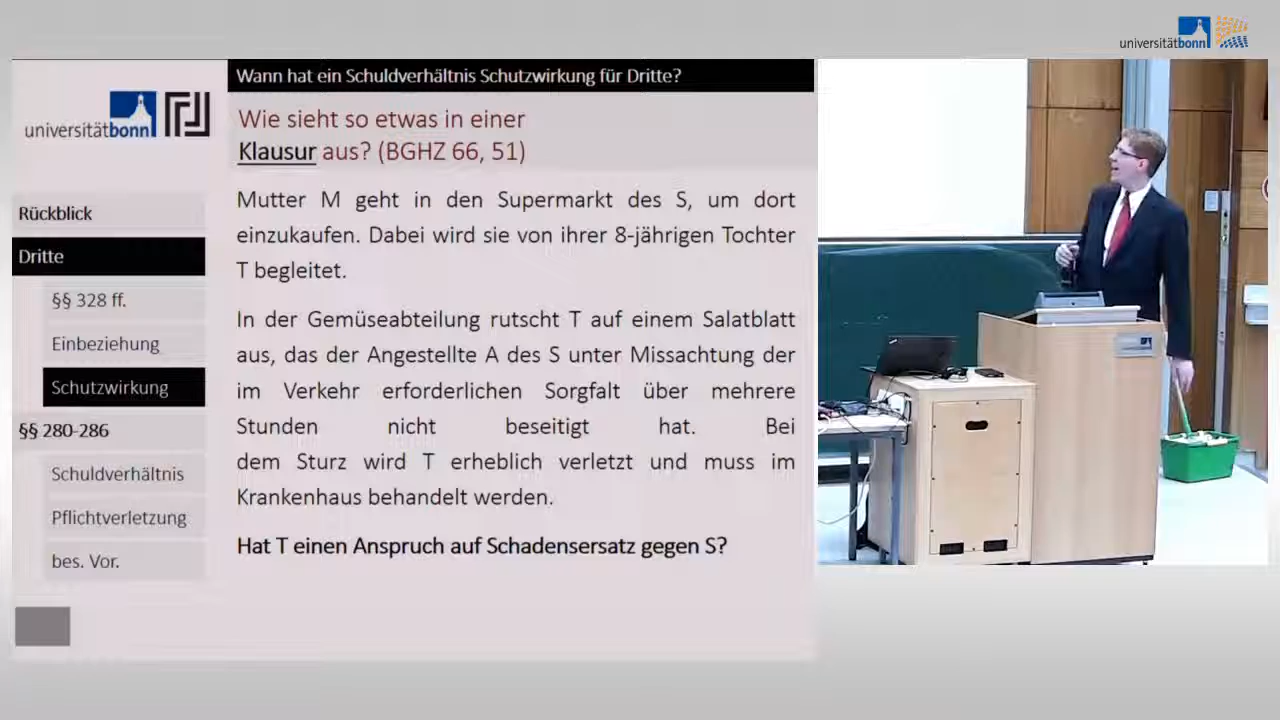 universitätbonn
Wann hat ein Schuldverhältnis Schutzwirkung für Dritte?
universitätbonn
Wie sieht so etwas in einer
Klausur aus? (BGHZ 66, 51)
Mutter M geht in den Supermarkt des S, um dort
einzukaufen. Dabei wird sie von ihrer 8-jährigen Tochter
T begleitet.
In der Gemüseabteilung rutscht T auf einem Salatblatt
aus, das der Angestellte A des S unter Missachtung der
im Verkehr erforderlichen Sorgfalt über mehrere
Stunden nicht beseitigt hat. Bei
dem Sturz wird T erheblich verletzt und muss im
Krankenhaus behandelt werden.
Hat T einen Anspruch auf Schadensersatz gegen S?
Rückblick
Dritte
§§ 328 ff.
Einbeziehung
Schutzwirkung
§§ 280-286
Schuldverhältnis
Pflichtverletzung
bes. Vor.